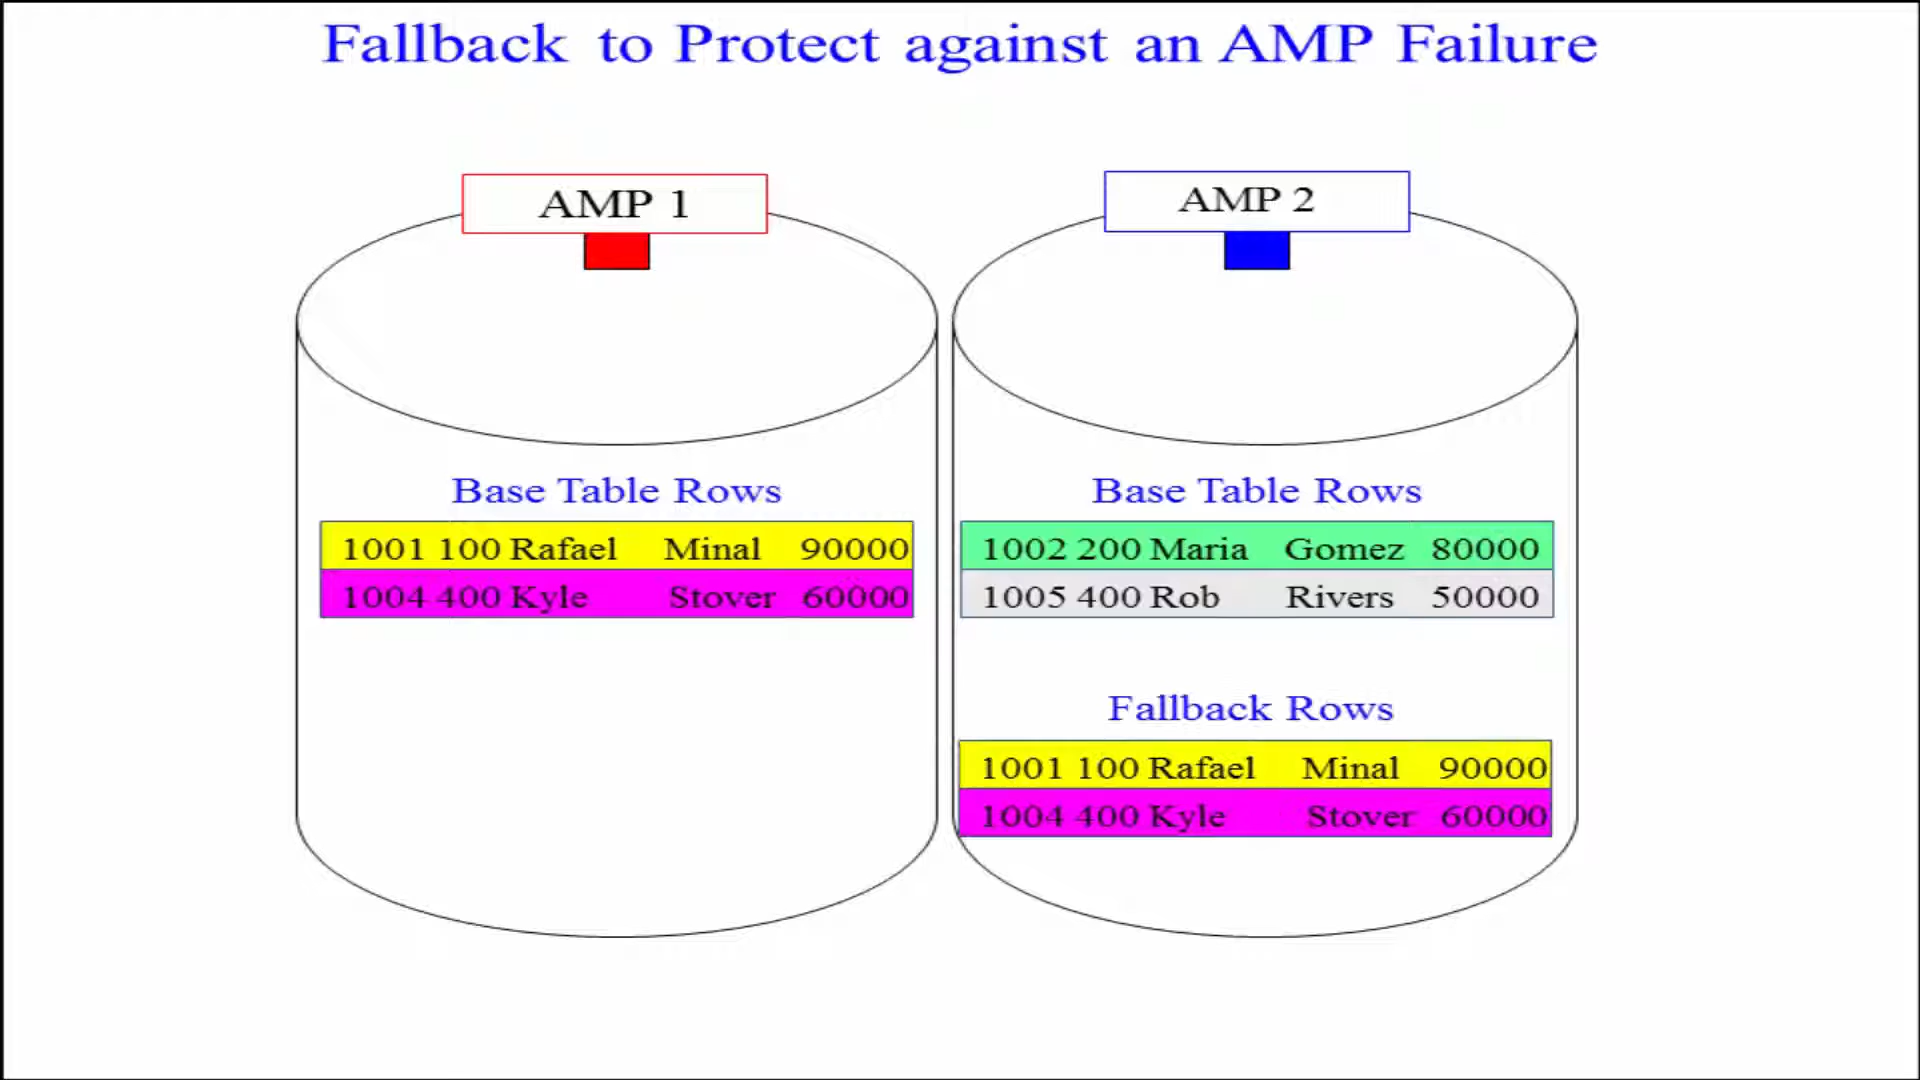 Fallback to Protect against an AMP Failure
AMP 1
AMP 2
Base Table Rows
1001 100 Rafael Minal 90000
1004 400 Kyle Stover 60000
Base Table Rows
1002 200 Maria Gomez 80000
1005 400 Rob Rivers 50000
Fallback Rows
1001 100 Rafael Minal 90000
1004 400 Kyle Stover 60000